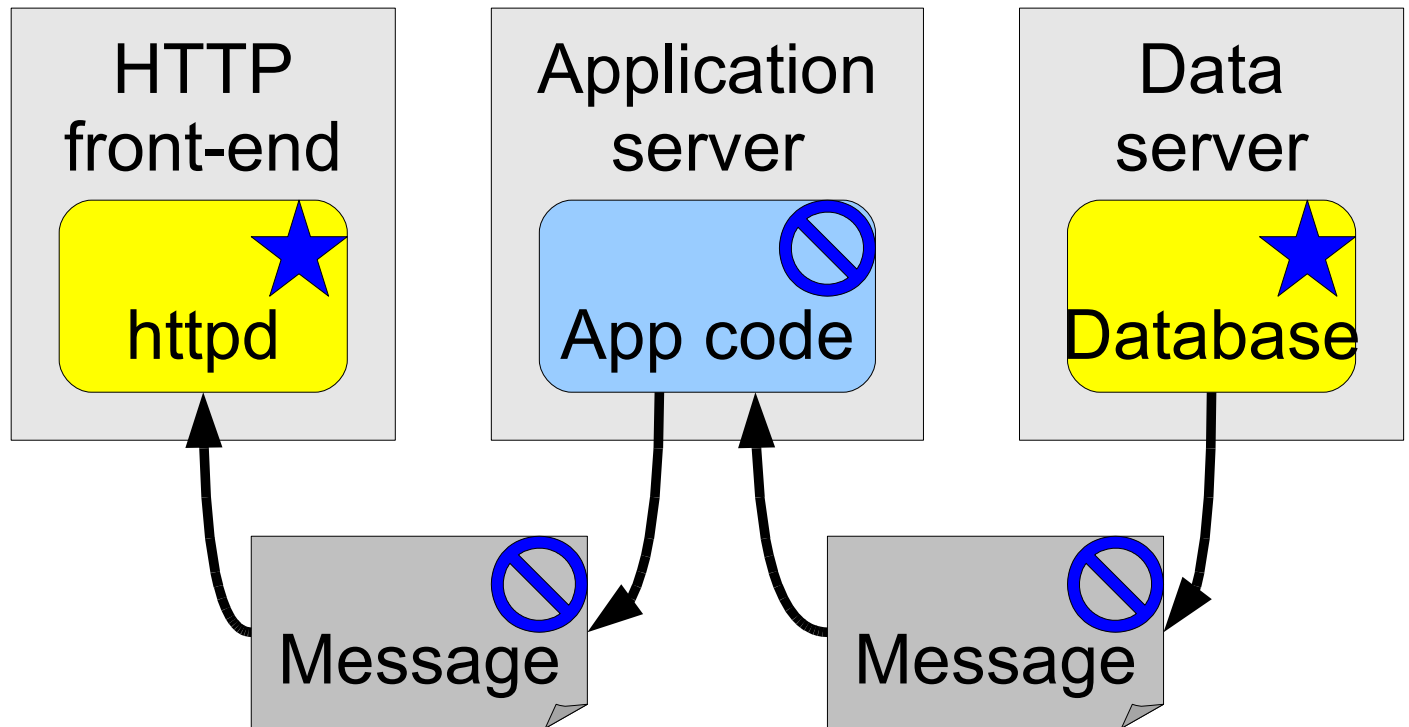 HTTP
front-end
httpd
Application
server
App code
Data
server
Database
Message
Message